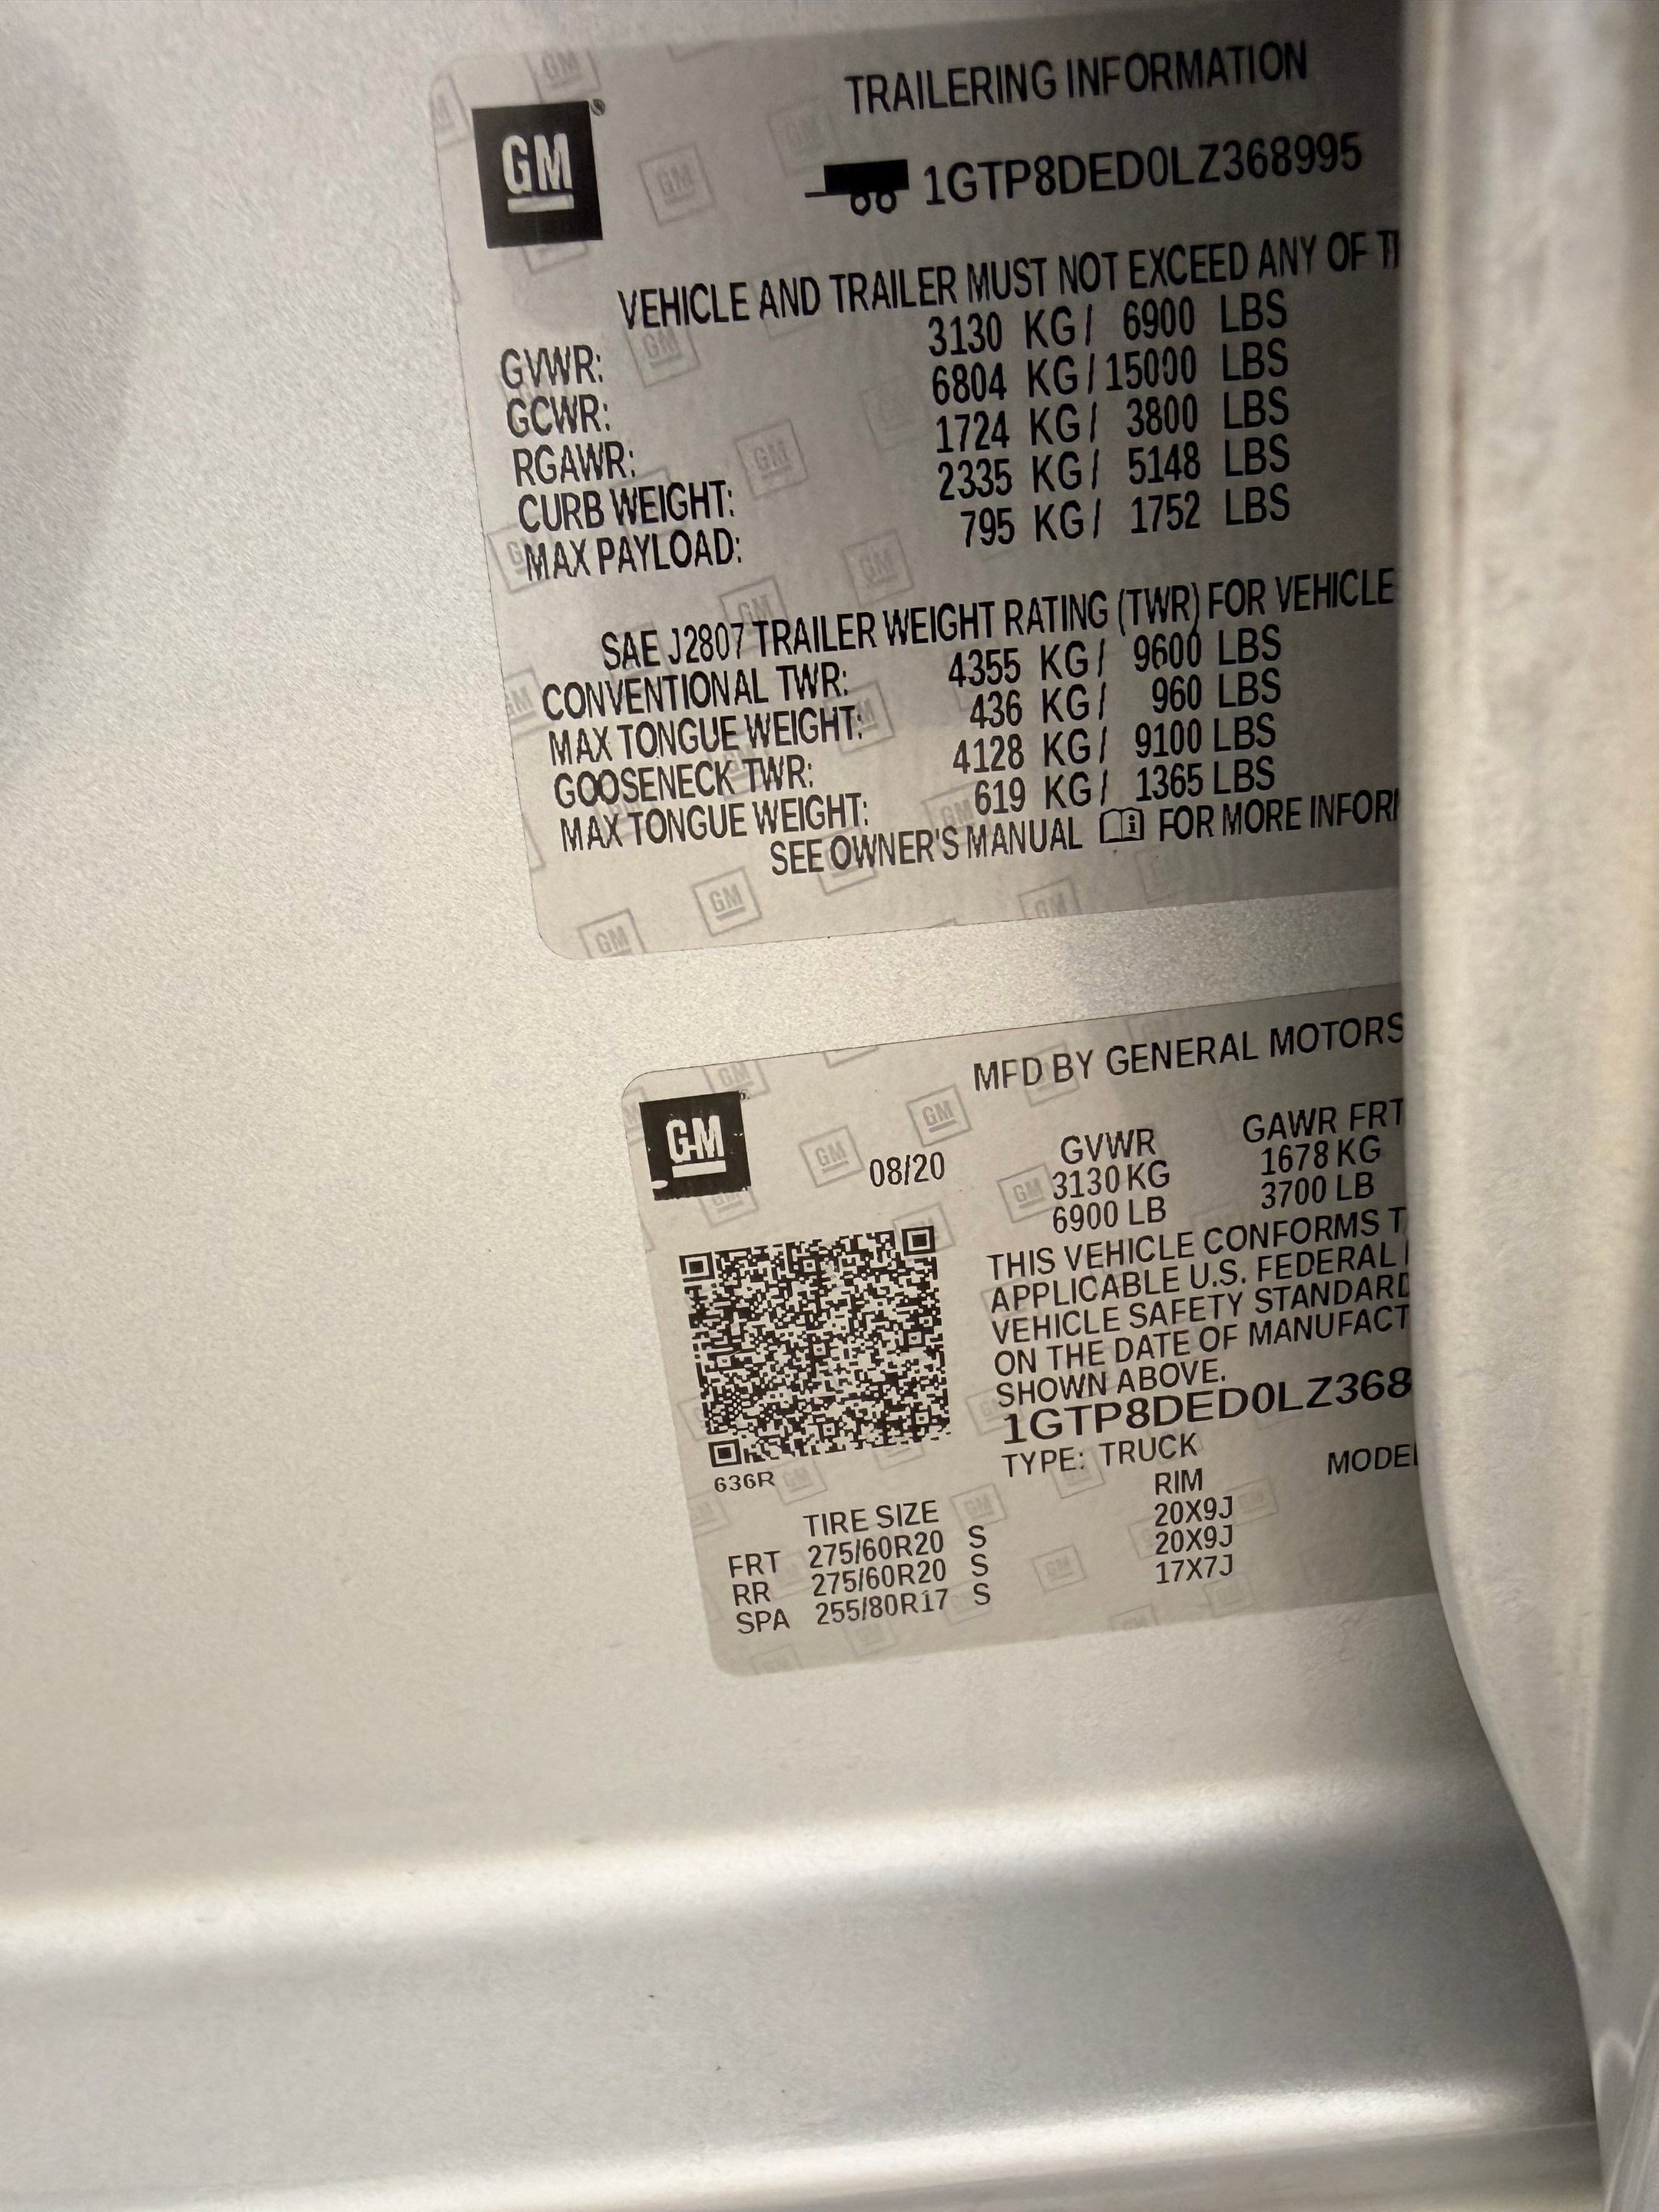 GM
TRAILERING INFORMATION
1GTP8DED0LZ368995
VEHICLE AND TRAILER MUST NOT EXCEED ANY OF
GVWR: 3130 KG / 6900 LBS
GCWR: 6804 KG / 15000 LBS
RGAWR: 1724 KG / 3800 LBS
CURB WEIGHT: 2335 KG / 5148 LBS
MAX PAYLOAD: 795 KG / 1752 LBS
SAE J2807 TRAILER WEIGHT RATING (TWR) FOR VEHICLE
CONVENTIONAL TWR: 4355 KG / 9600 LBS
MAX TONGUE WEIGHT: 436 KG / 960 LBS
GOOSENECK TWR: 4128 KG / 9100 LBS
MAX TONGUE WEIGHT: 619 KG / 1365 LBS
SEE OWNER'S MANUAL FOR MORE INFOR
GM
MFD BY GENERAL MOTORS
08/20
GVWR GAWR FRT
3130 KG 1678 KG
6900 LB 3700 LB
THIS VEHICLE CONFORMS T
APPLICABLE U.S. FEDERAL
VEHICLE SAFETY STANDARD
ON THE DATE OF MANUFACT
SHOWN ABOVE.
1GTP8DED0LZ368
TYPE: TRUCK MODEL
636R
TIRE SIZE RIM
FRT 275/60R20 S 20X9J
RR 275/60R20 S 20X9J
SPA 255/80R17 S 17X7J